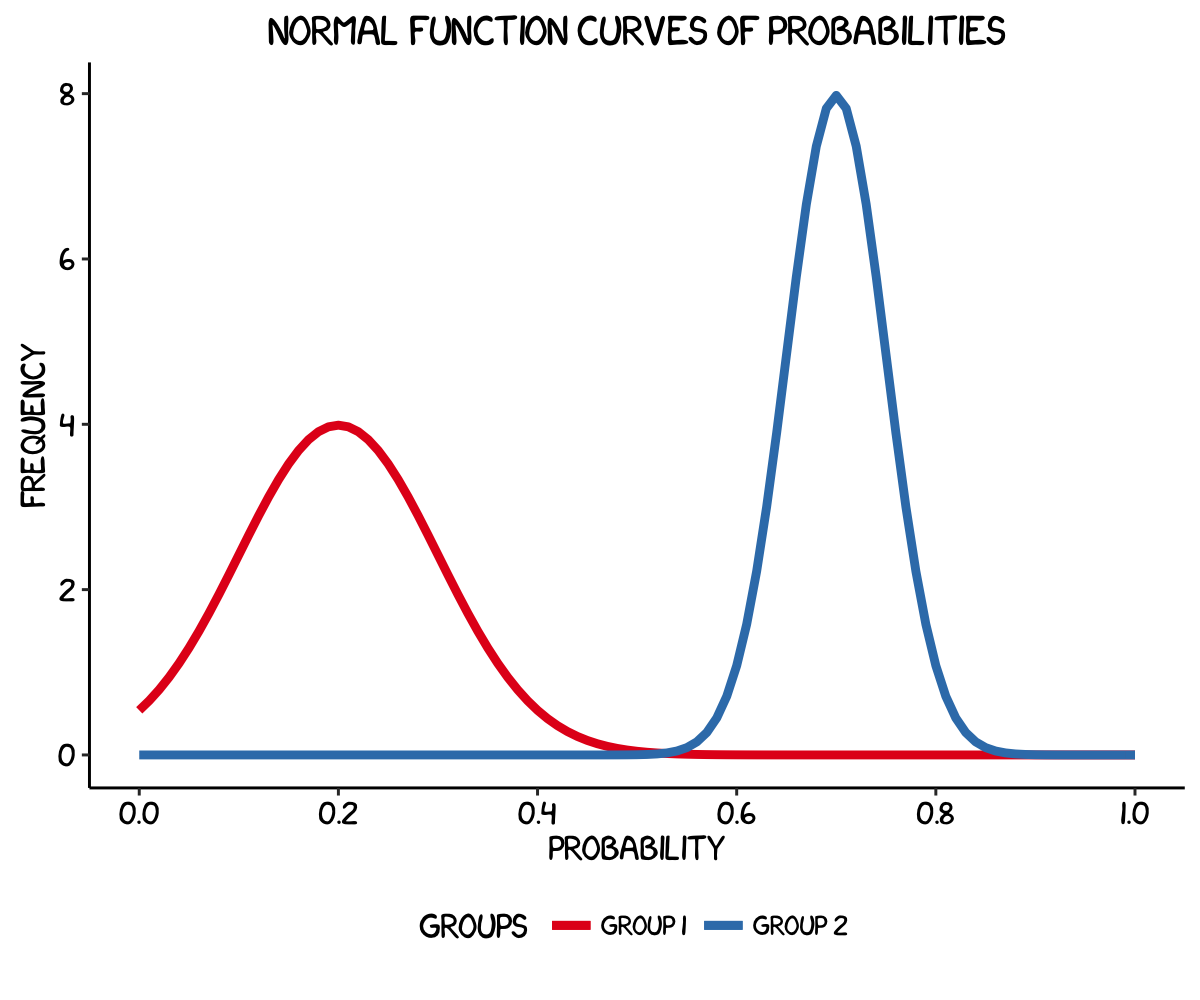 NORMAL FUNCTION CURVES OF PROBABILITIES
8
6
4
2
0
FREQUENCY
0.0 0.2 0.4 0.6 0.8 1.0
PROBABILITY
GROUPS GROUP 1 GROUP 2